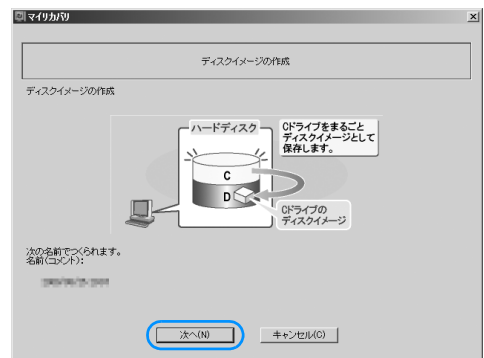 マイリカバリ
ディスクイメージの作成
ディスクイメージの作成
ハードディスク
Cドライブをまるごと
ディスクイメージとして
保存します。
C
D
Cドライブの
ディスクイメージ
次の名前でつくられます。
名前(コメント):
次へ(N)
キャンセル(C)